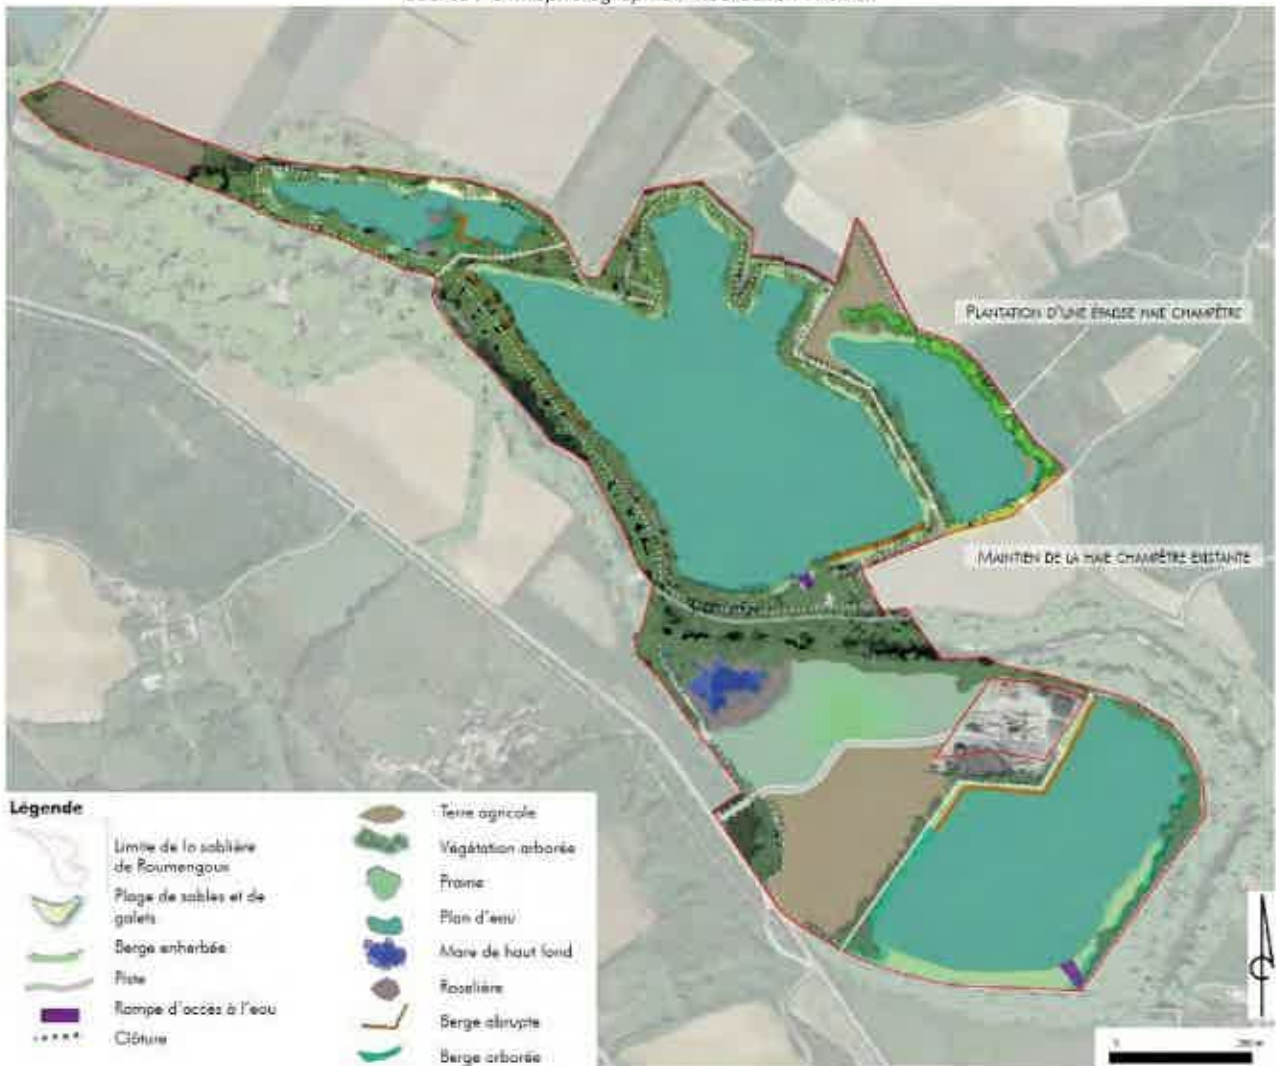 PLANTATION D'UNE ÉPAISSE HAIE CHAMPÊTRE
MAINTIEN DE LA HAIE CHAMPÊTRE EXISTANTE
Légende
Limite de la sablière
de Roumengoux
Plage de sables et de
galets
Berge enherbée
Piste
Rampe d'accès à l'eau
Clôture
Terre agricole
Végétation arborée
Prairie
Plan d'eau
Mare de haut fond
Roselière
Berge abrupte
Berge arborée
0